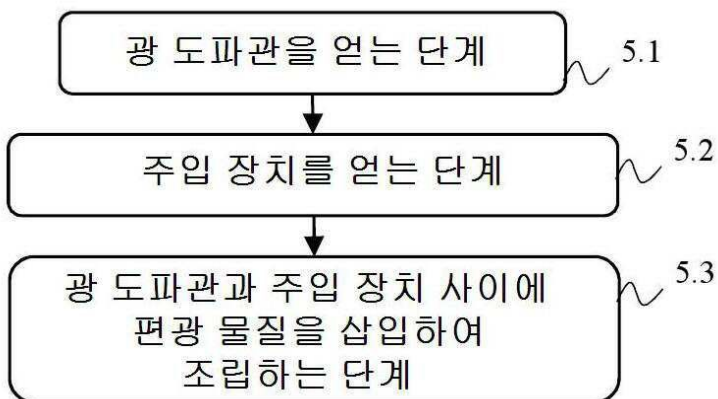 광 도파관을 얻는 단계
5.1
주입 장치를 얻는 단계
5.2
광 도파관과 주입 장치 사이에
편광 물질을 삽입하여
조립하는 단계
5.3